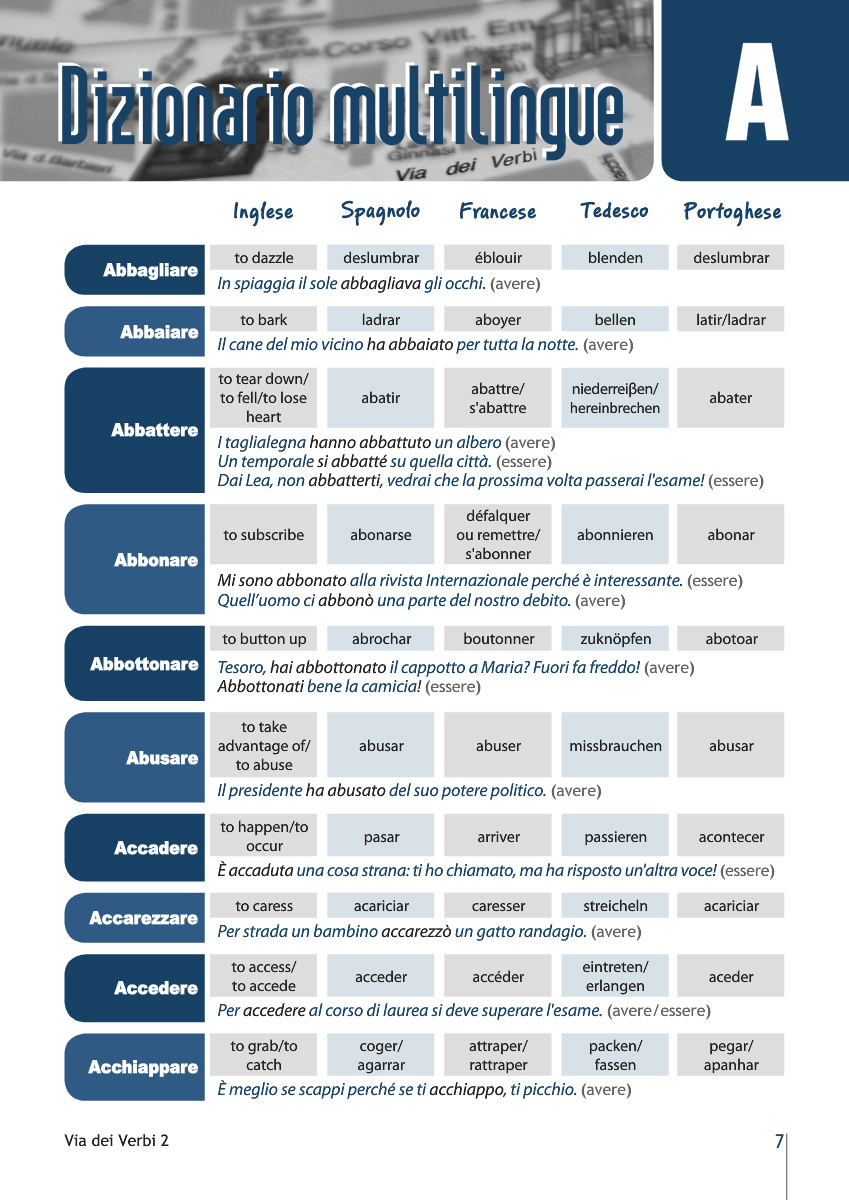 Corso Vitt. Em
Via d.Barbieri
Ginnasi
Via dei Verbi
Dizionario multilingue
A
Inglese Spagnolo Francese Tedesco Portoghese
Abbagliare
to dazzle deslumbrar éblouir blenden deslumbrar
In spiaggia il sole abbagliava gli occhi. (avere)
Abbaiare
to bark ladrar aboyer bellen latir/ladrar
Il cane del mio vicino ha abbaiato per tutta la notte. (avere)
Abbattere
to tear down/
to fell/to lose
heart
abatir
abattre/
s'abattre
niederreiβen/
hereinbrechen
abater
I taglialegna hanno abbattuto un albero (avere)
Un temporale si abbatté su quella città. (essere)
Dai Lea, non abbatterti, vedrai che la prossima volta passerai l'esame! (essere)
Abbonare
to subscribe
abonarse
défalquer
ou remettre/
s'abonner
abonnieren
abonar
Mi sono abbonato alla rivista Internazionale perché è interessante. (essere)
Quell’uomo ci abbonò una parte del nostro debito. (avere)
Abbottonare
to button up abrochar boutonner zuknöpfen abotoar
Tesoro, hai abbottonato il cappotto a Maria? Fuori fa freddo! (avere)
Abbottonati bene la camicia! (essere)
Abusare
to take
advantage of/
to abuse
abusar
abuser
missbrauchen
abusar
Il presidente ha abusato del suo potere politico. (avere)
Accadere
to happen/to
occur
pasar
arriver
passieren
acontecer
È accaduta una cosa strana: ti ho chiamato, ma ha risposto un'altra voce! (essere)
Accarezzare
to caress acariciar caresser streicheln acariciar
Per strada un bambino accarezzò un gatto randagio. (avere)
Accedere
to access/
to accede
acceder
accéder
eintreten/
erlangen
aceder
Per accedere al corso di laurea si deve superare l'esame. (avere/essere)
Acchiappare
to grab/to
catch
coger/
agarrar
attraper/
rattraper
packen/
fassen
pegar/
apanhar
È meglio se scappi perché se ti acchiappo, ti picchio. (avere)
Via dei Verbi 2
7